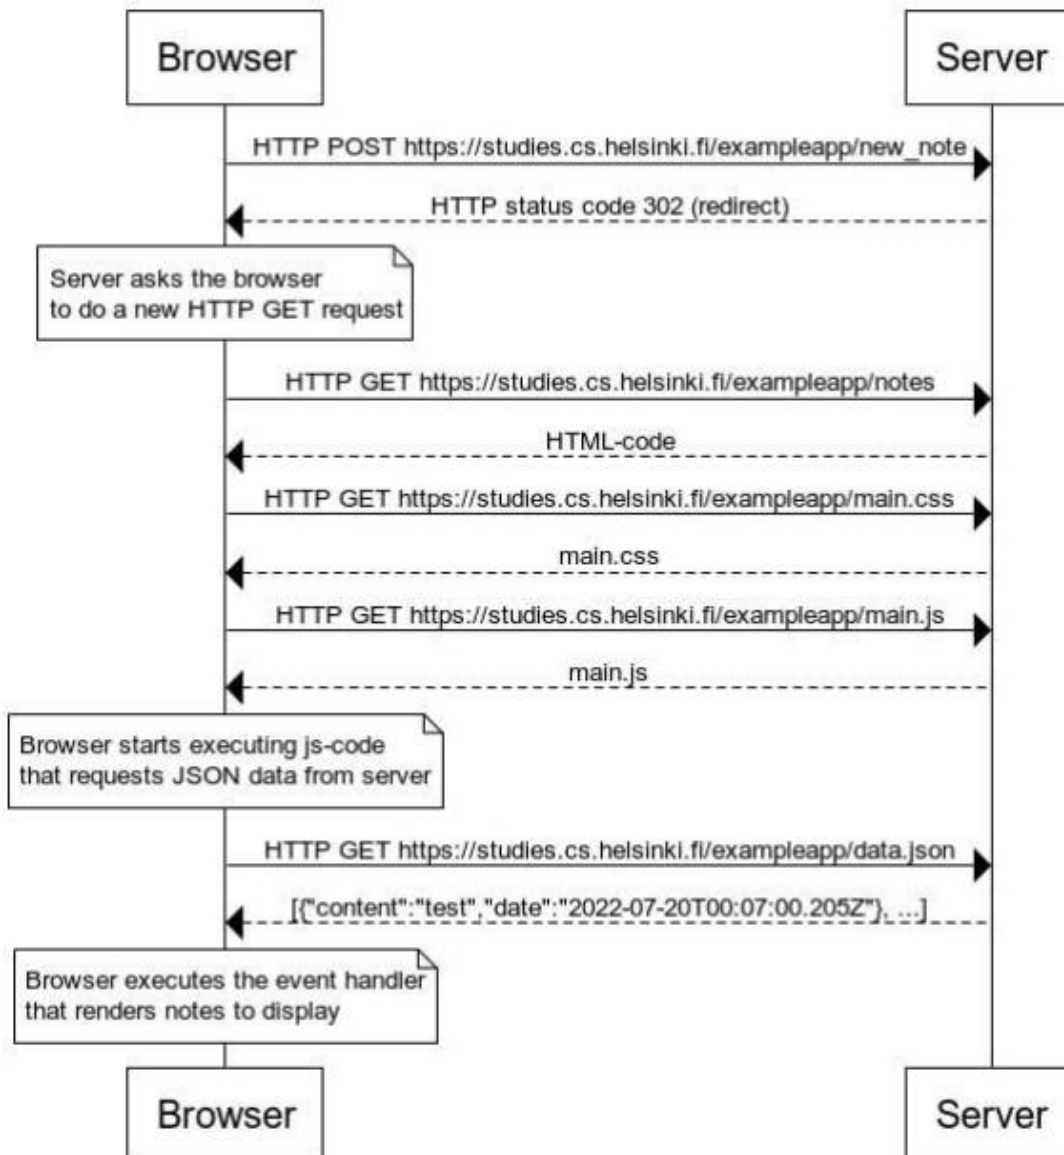 Browser
Server
HTTP POST https://studies.cs.helsinki.fi/exampleapp/new_note
HTTP status code 302 (redirect)
Server asks the browser
to do a new HTTP GET request
HTTP GET https://studies.cs.helsinki.fi/exampleapp/notes
HTML-code
HTTP GET https://studies.cs.helsinki.fi/exampleapp/main.css
main.css
HTTP GET https://studies.cs.helsinki.fi/exampleapp/main.js
main.js
Browser starts executing js-code
that requests JSON data from server
HTTP GET https://studies.cs.helsinki.fi/exampleapp/data.json
[{"content":"test","date":"2022-07-20T00:07:00.205Z"}, ...]
Browser executes the event handler
that renders notes to display
Browser
Server